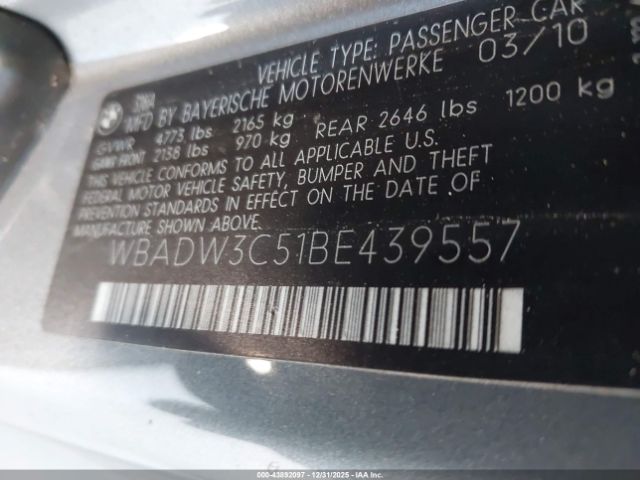 VEHICLE TYPE: PASSENGER CAR
MFD BY BAYERISCHE MOTORENWERKE 03/10
GVWR 4773 lbs 2165 kg
GAWR FRONT 2138 lbs 970 kg REAR 2646 lbs 1200 kg
THIS VEHICLE CONFORMS TO ALL APPLICABLE U.S.
FEDERAL MOTOR VEHICLE SAFETY, BUMPER AND THEFT
PREVENTION STANDARDS IN EFFECT ON THE DATE OF
MANUFACTURE SHOWN ABOVE.
WBADW3C51BE439557
000-43892097 - 12/31/2025 - IAA Holdings, LLC. - Copyright